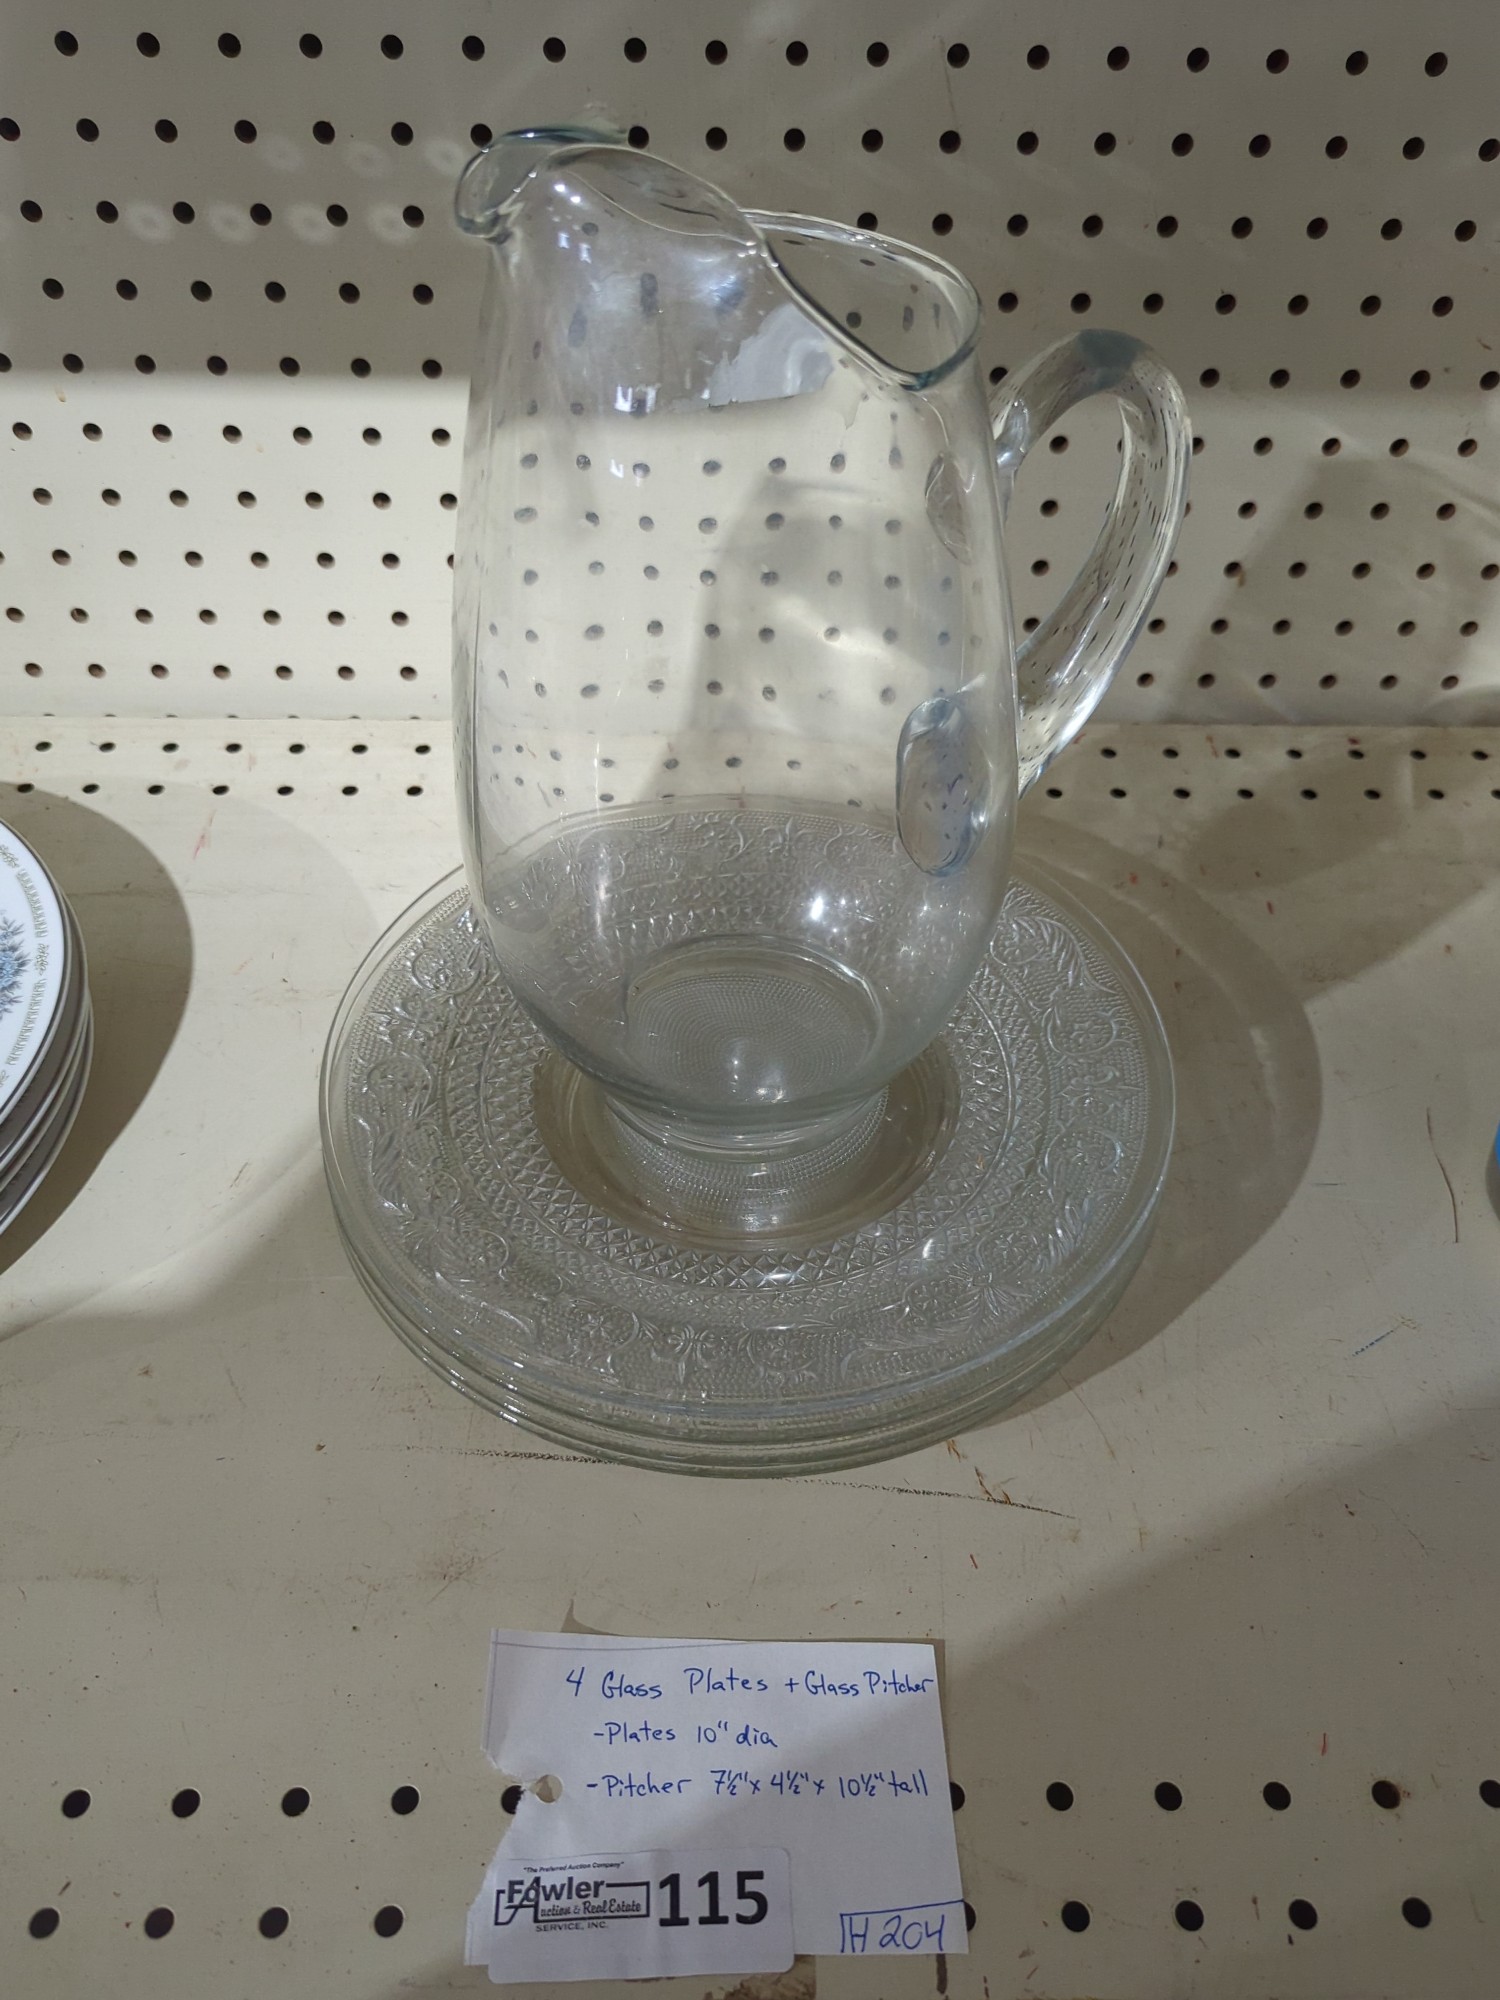 4 Glass Plates + Glass Pitcher
-Plates 10" dia
-Pitcher 7½" x 4½" x 10½" tall
"The Preferred Auction Company"
Fowler
Auction & Real Estate
SERVICE, INC.
115
H 204